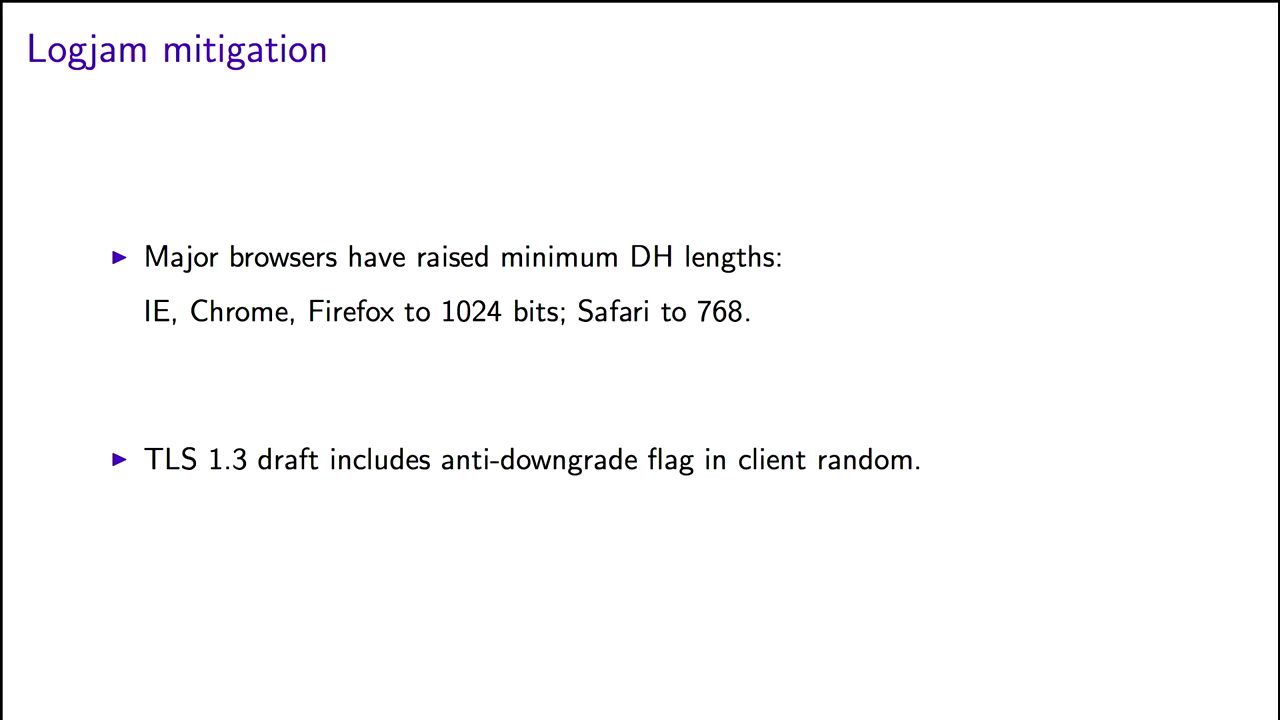 Logjam mitigation
▶ Major browsers have raised minimum DH lengths:
IE, Chrome, Firefox to 1024 bits; Safari to 768.
▶ TLS 1.3 draft includes anti-downgrade flag in client random.